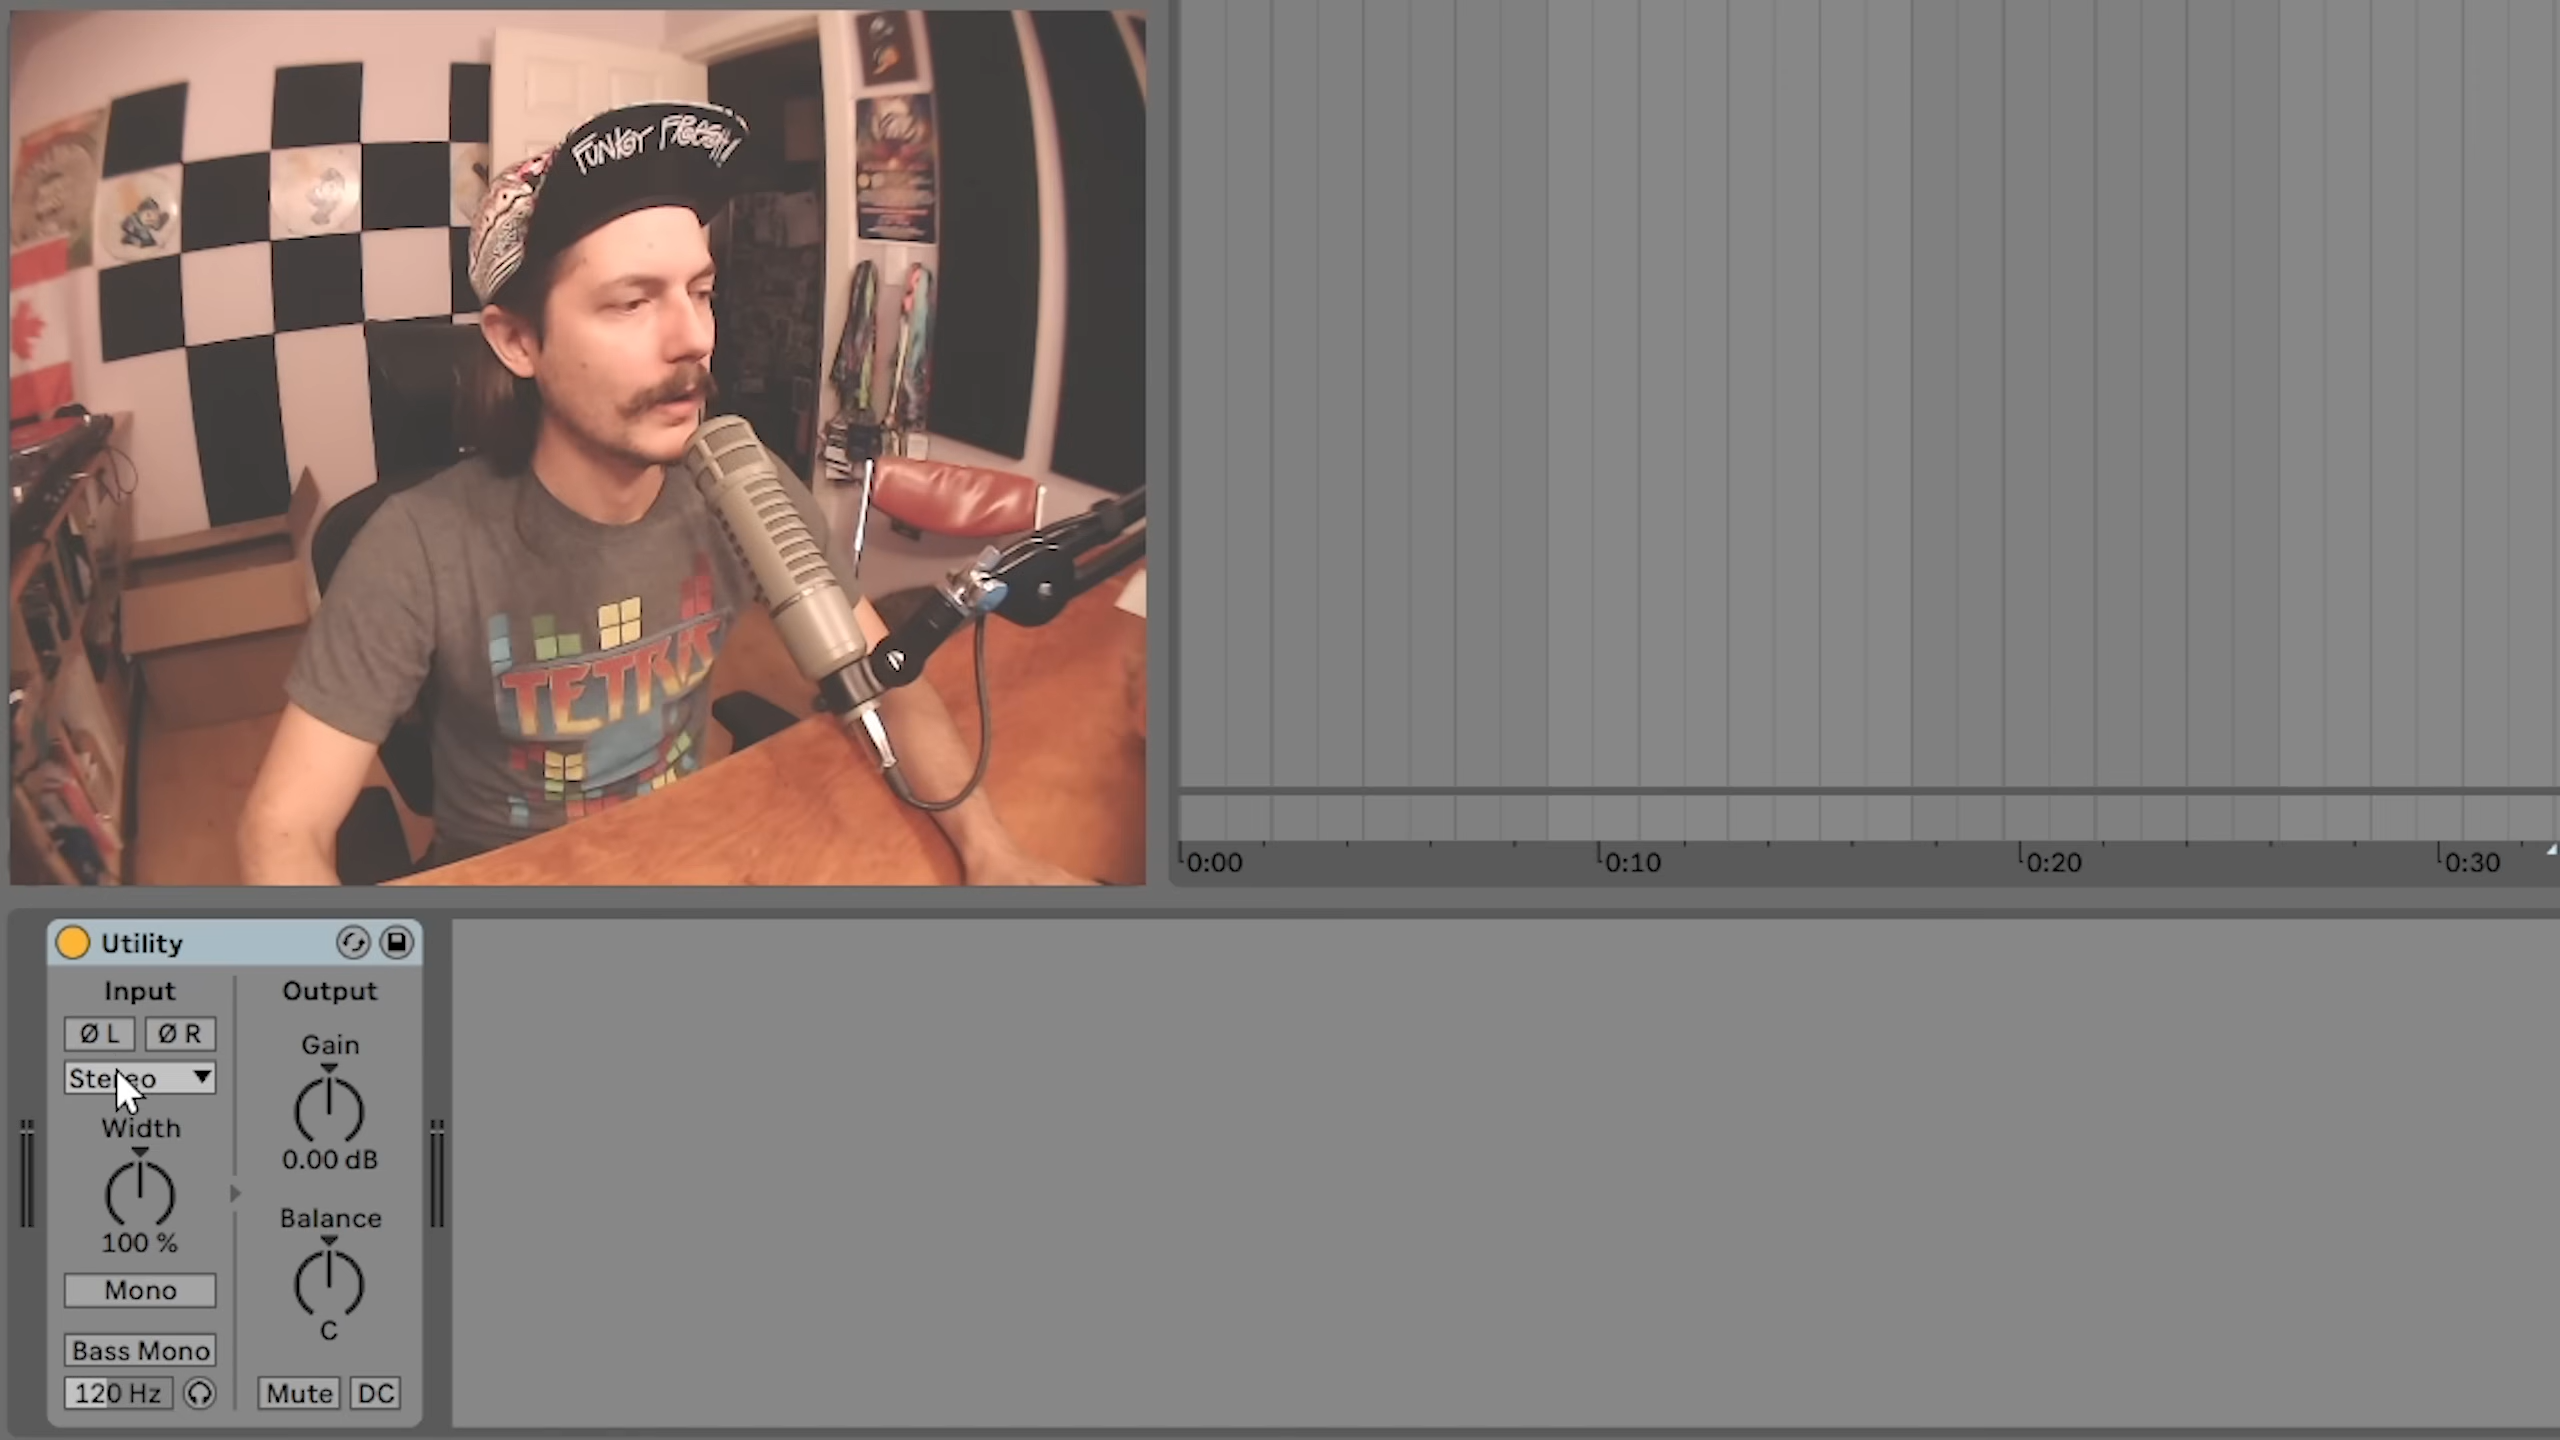 FUNKY FRESH!
TETRIS
0:00
0:10
0:20
0:30
Utility
Input
Output
Ø L
Ø R
Stereo
Gain
0.00 dB
Width
100 %
Balance
C
Mono
Bass Mono
120 Hz
Mute
DC